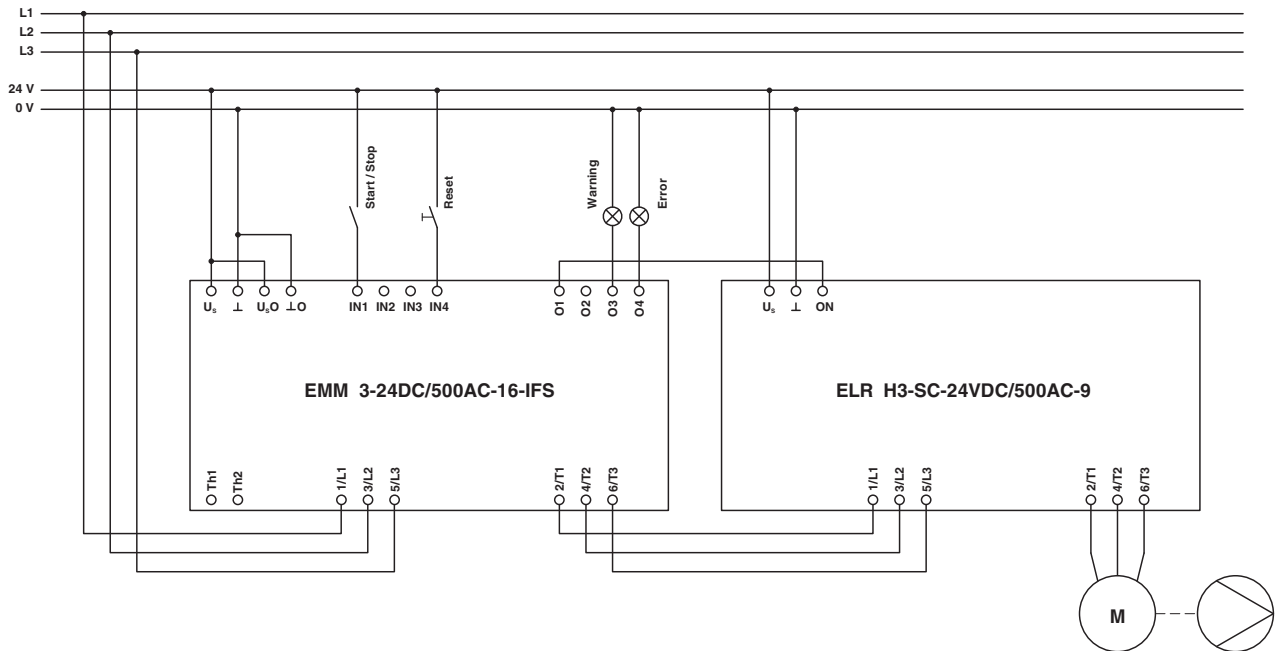 L1
L2
L3
24 V
0 V
Start / Stop
Reset
Warning
Error
Us
⊥
UsO
⊥O
IN1
IN2
IN3
IN4
O1
O2
O3
O4
Us
⊥
ON
EMM 3-24DC/500AC-16-IFS
ELR H3-SC-24VDC/500AC-9
Th1
Th2
1/L1
3/L2
5/L3
2/T1
4/T2
6/T3
1/L1
3/L2
5/L3
2/T1
4/T2
6/T3
M